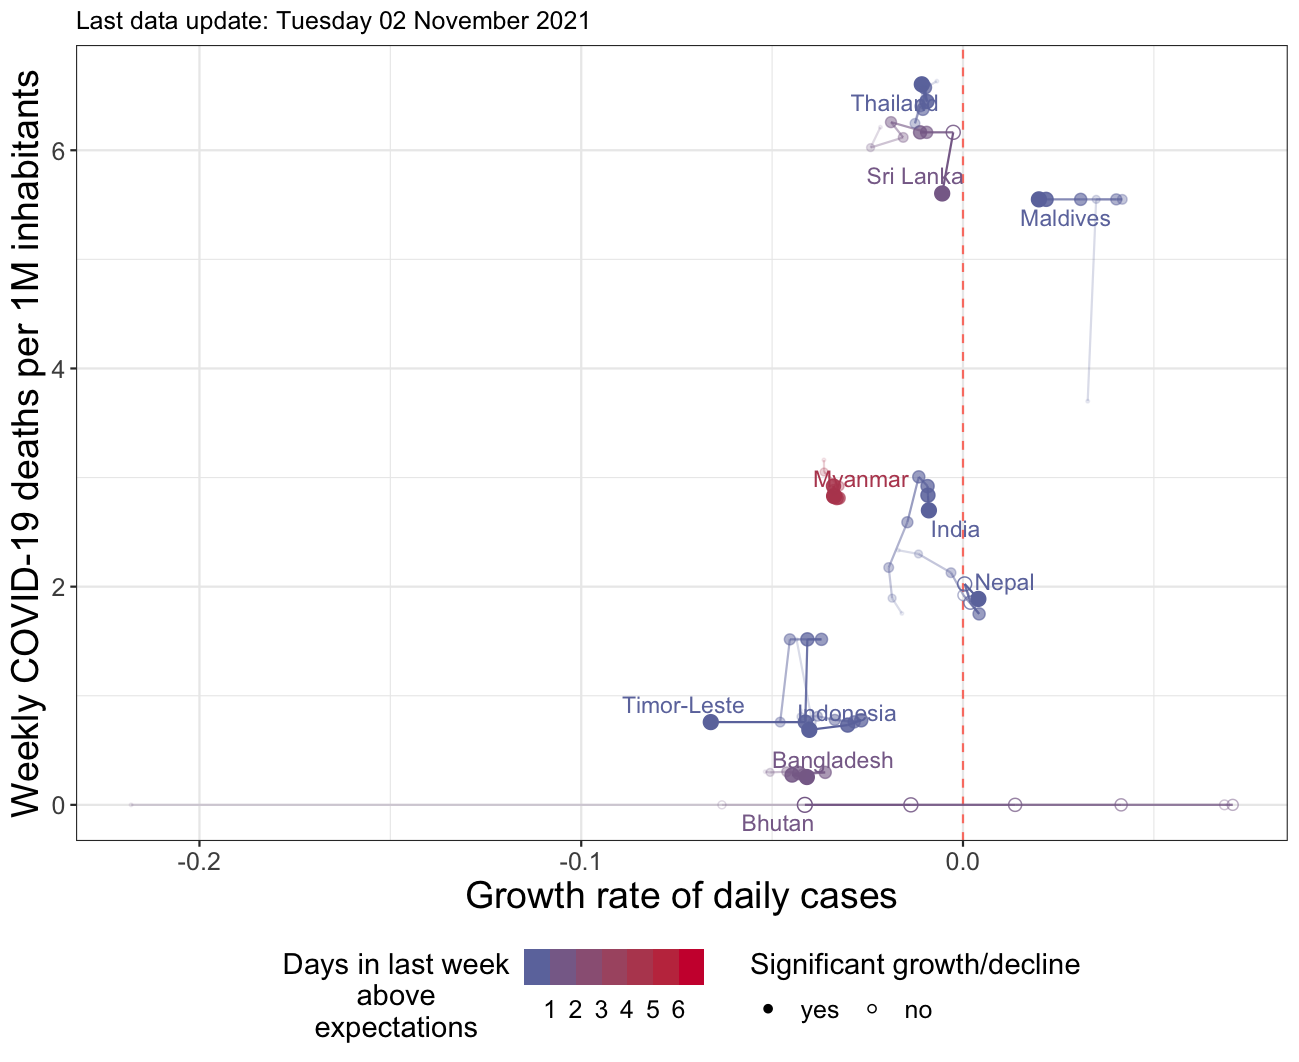 Last data update: Tuesday 02 November 2021
Weekly COVID-19 deaths per 1M inhabitants
6
4
2
0
Thailand
Sri Lanka
Maldives
Myanmar
India
Nepal
Timor-Leste
Indonesia
Bangladesh
Bhutan
-0.2 -0.1 0.0
Growth rate of daily cases
Days in last week
above
expectations
1 2 3 4 5 6
Significant growth/decline
yes no